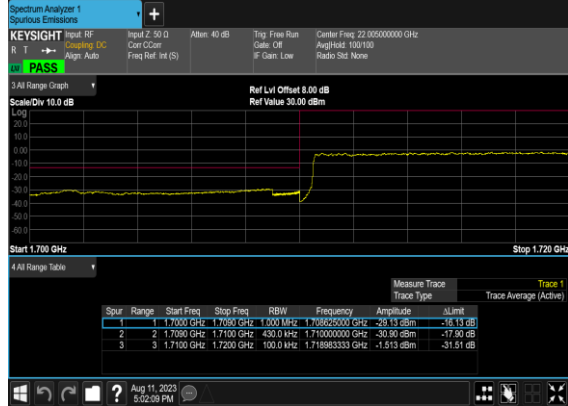 Spectrum Analyzer 1
Spurious Emissions
KEYSIGHT
R T
Input: RF
Coupling: DC
Align: Auto
Input Z: 50 Ω
Corr CCorr
Freq Ref: Int (S)
Atten: 40 dB
Trig: Free Run
Gate: Off
IF Gain: Low
Center Freq: 22.005000000 GHz
Avg|Hold: 100/100
Radio Std: None
PASS
3 All Range Graph
Scale/Div 10.0 dB
Ref Lvl Offset 8.00 dB
Ref Value 30.00 dBm
Log
20.0
10.0
0.00
-10.0
-20.0
-30.0
-40.0
-50.0
-60.0
Start 1.700 GHz
Stop 1.720 GHz
4 All Range Table
Measure Trace Trace 1
Trace Type Trace Average (Active)
Spur Range Start Freq Stop Freq RBW Frequency Amplitude ΔLimit
1 1 1.7000 GHz 1.7090 GHz 1.000 MHz 1.708625000 GHz -29.13 dBm -16.13 dB
2 2 1.7090 GHz 1.7100 GHz 430.0 kHz 1.710000000 GHz -30.90 dBm -17.90 dB
3 3 1.7100 GHz 1.7200 GHz 100.0 kHz 1.718983333 GHz -1.513 dBm -31.51 dB
?
Aug 11, 2023
5:02:09 PM